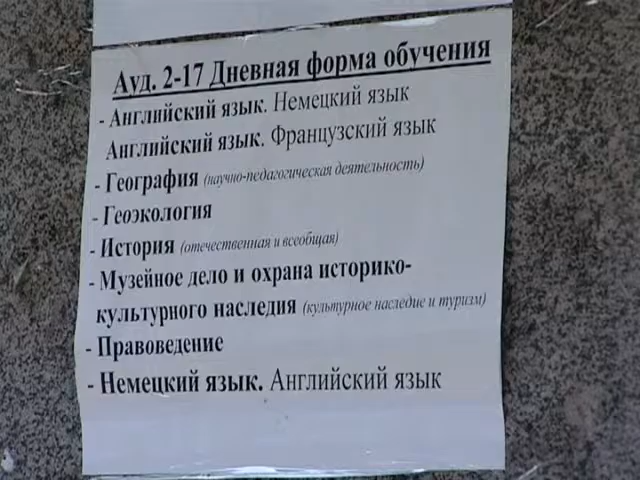 Ауд. 2-17 Дневная форма обучения
- Английский язык. Немецкий язык
Английский язык. Французский язык
- География (научно-педагогическая деятельность)
- Геоэкология
- История (отечественная и всеобщая)
- Музейное дело и охрана историко-
культурного наследия (культурное наследие и туризм)
- Правоведение
- Немецкий язык. Английский язык